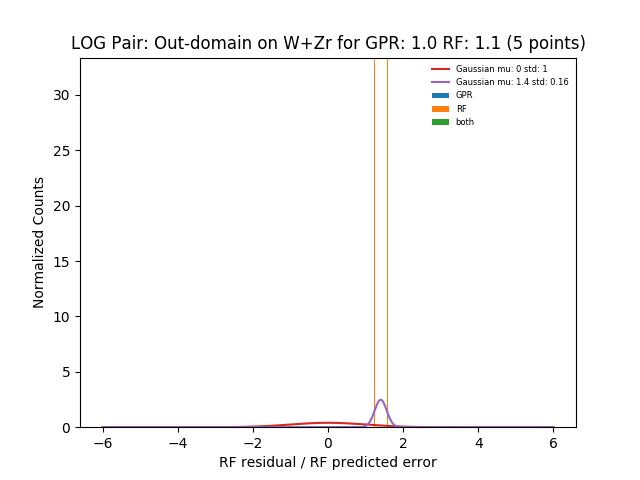 LOG Pair: Out-domain on W+Zr for GPR: 1.0 RF: 1.1 (5 points)
Gaussian mu: 0 std: 1
Gaussian mu: 1.4 std: 0.16
GPR
RF
both
Normalized Counts
30
25
20
15
10
5
0
−6
−4
−2
0
2
4
6
RF residual / RF predicted error